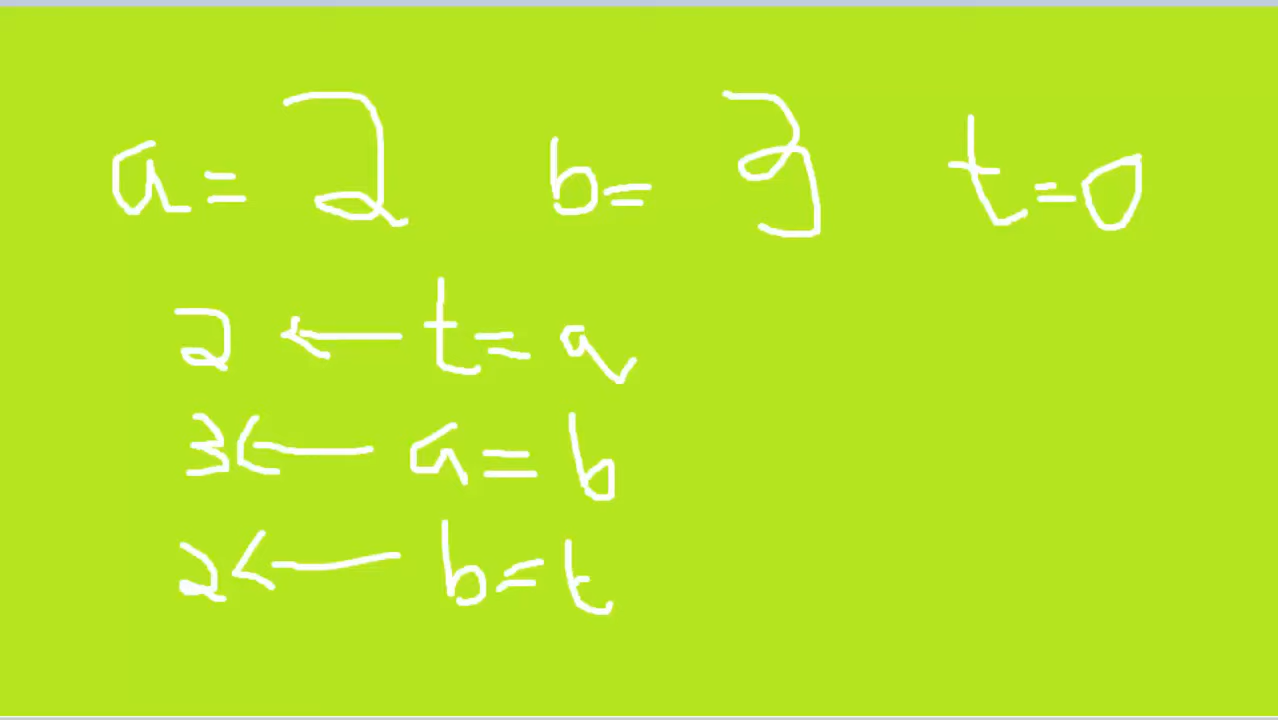 a= 2 b= 3 t=0
2 ← t= a
3 ← a= b
2 ← b=t